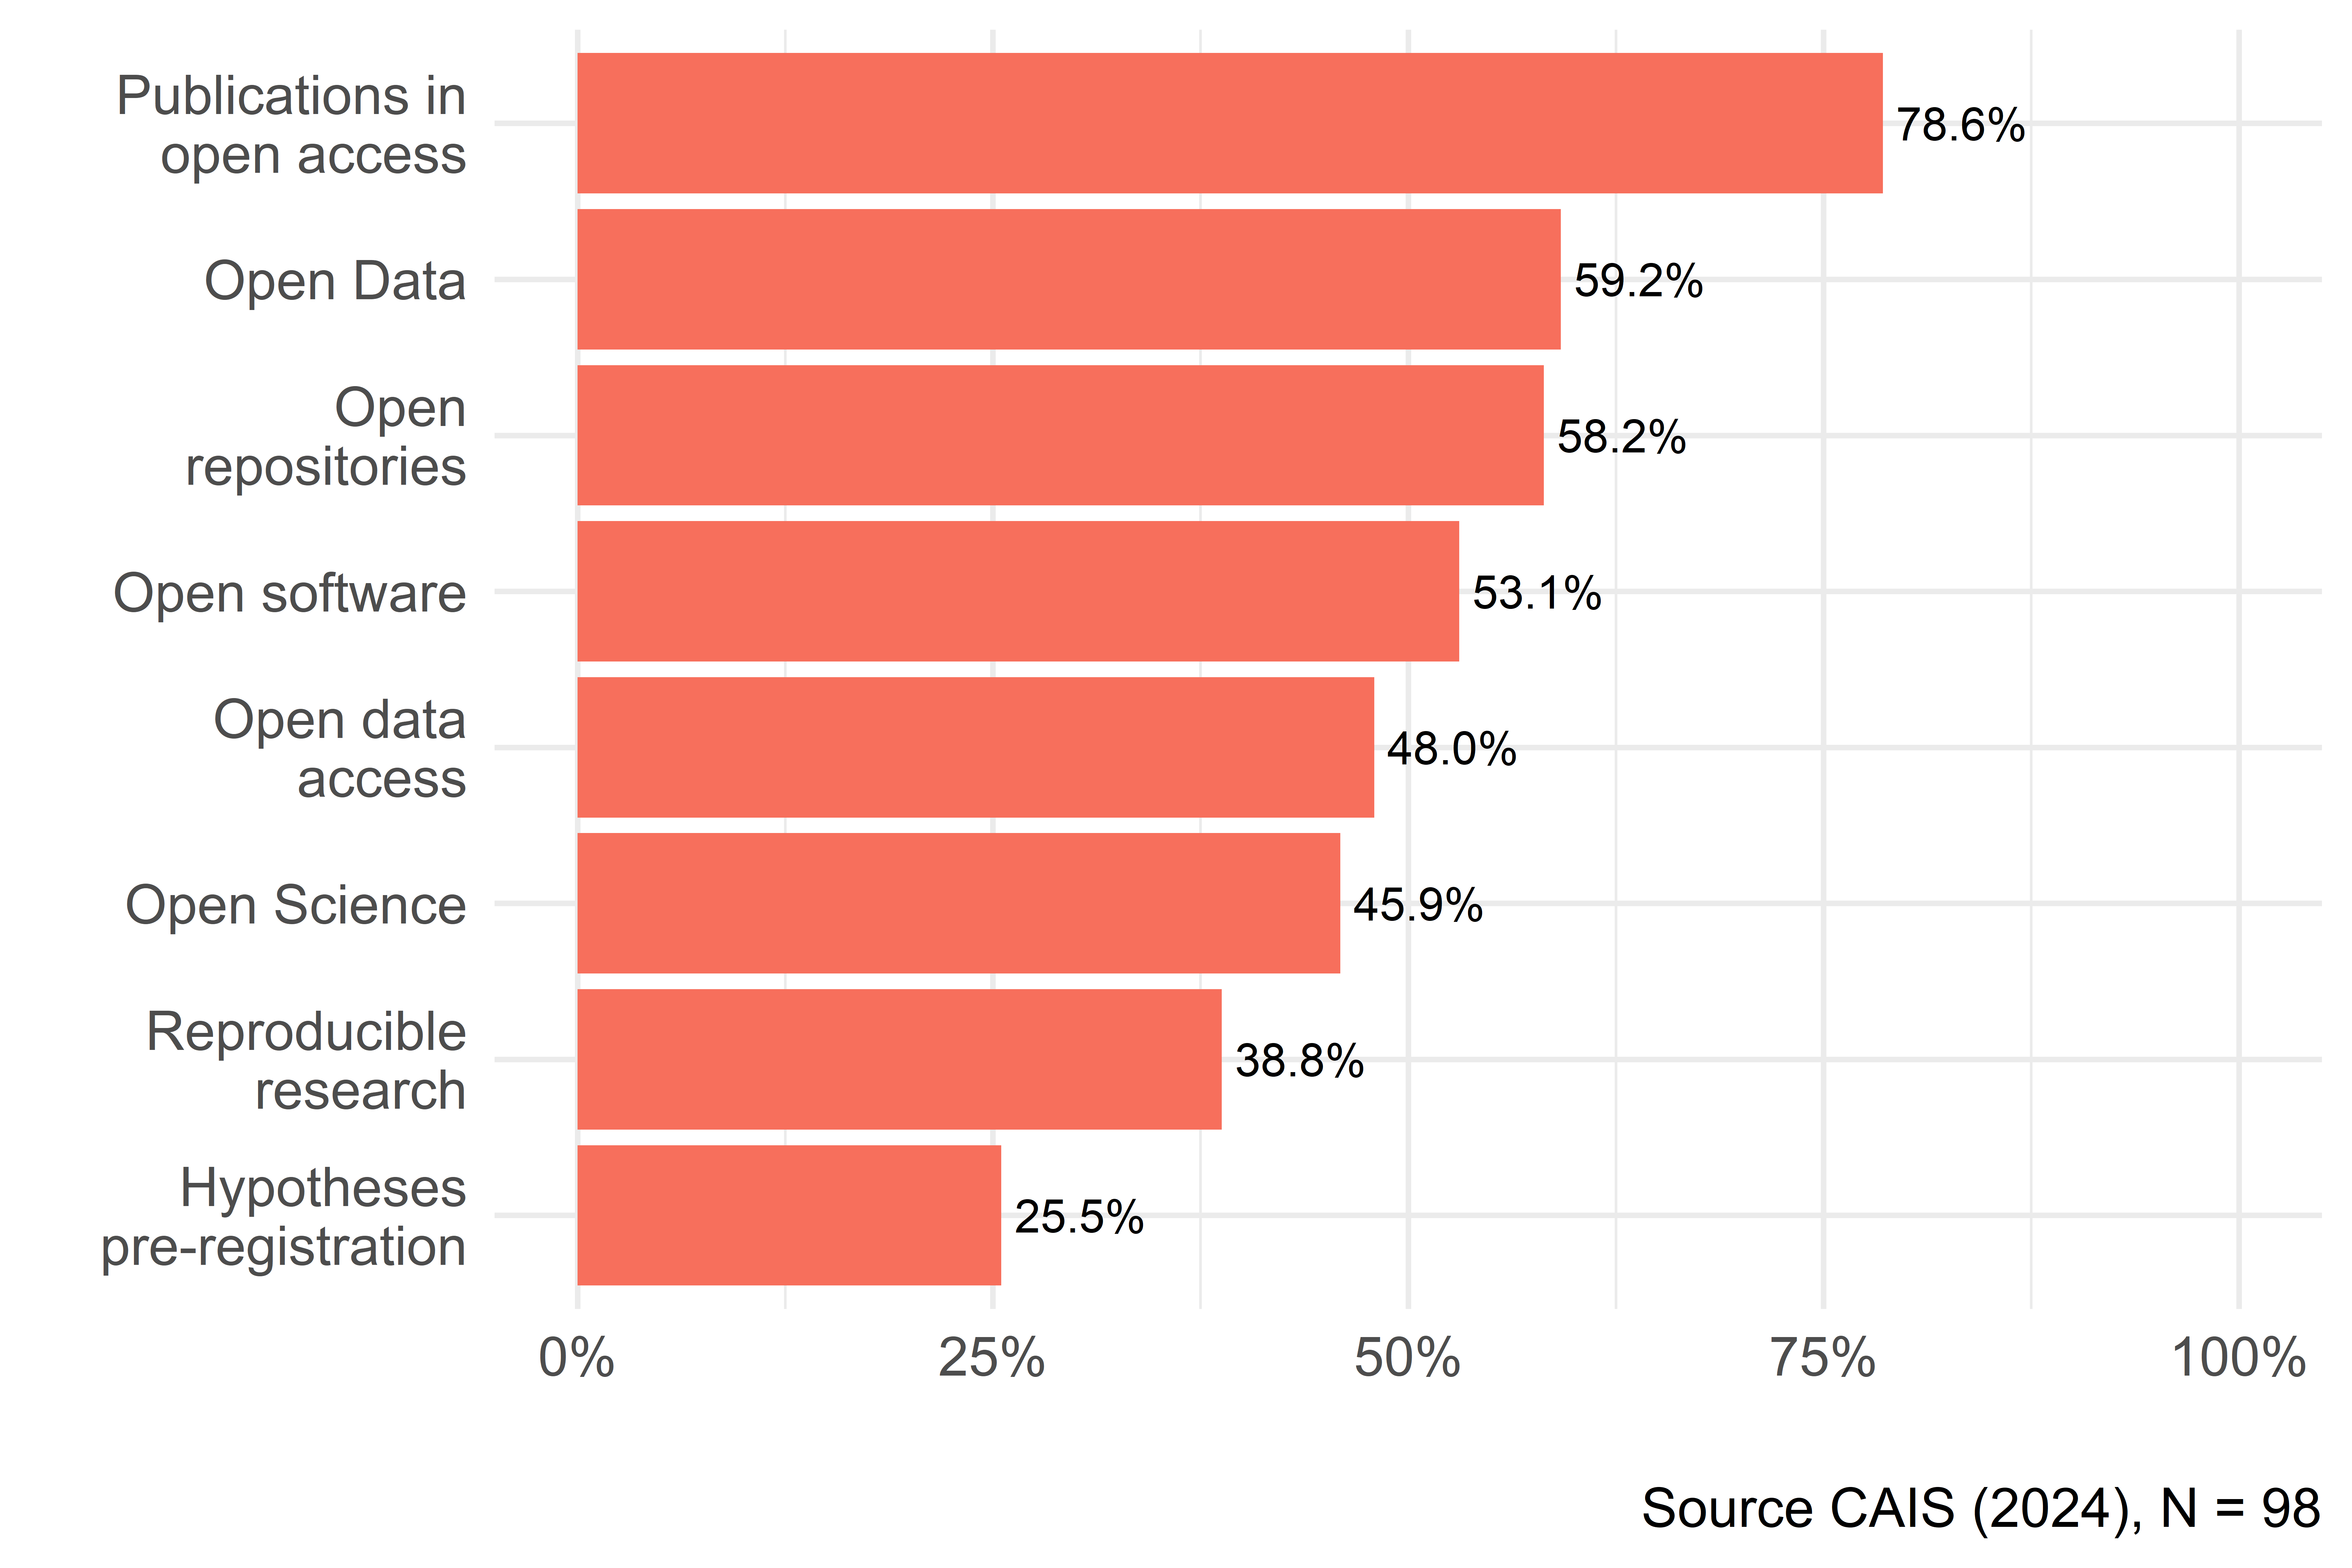 Publications in
open access
78.6%
Open Data
59.2%
Open
repositories
58.2%
Open software
53.1%
Open data
access
48.0%
Open Science
45.9%
Reproducible
research
38.8%
Hypotheses
pre-registration
25.5%
0% 25% 50% 75% 100%
Source CAIS (2024), N = 98